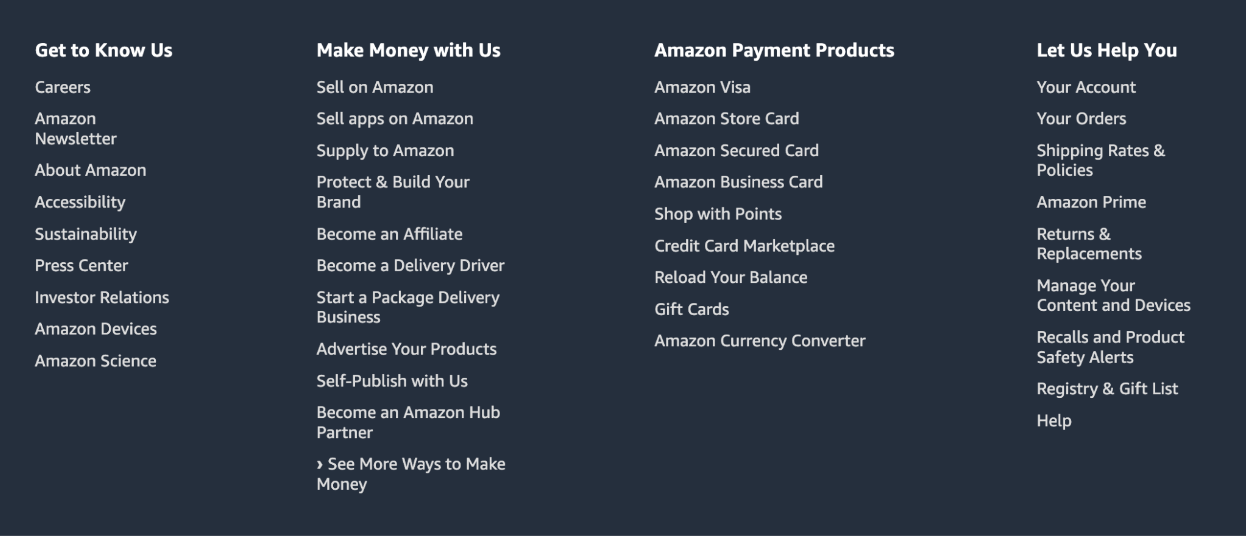 Get to Know Us
Careers
Amazon
Newsletter
About Amazon
Accessibility
Sustainability
Press Center
Investor Relations
Amazon Devices
Amazon Science
Make Money with Us
Sell on Amazon
Sell apps on Amazon
Supply to Amazon
Protect & Build Your
Brand
Become an Affiliate
Become a Delivery Driver
Start a Package Delivery
Business
Advertise Your Products
Self-Publish with Us
Become an Amazon Hub
Partner
› See More Ways to Make
Money
Amazon Payment Products
Amazon Visa
Amazon Store Card
Amazon Secured Card
Amazon Business Card
Shop with Points
Credit Card Marketplace
Reload Your Balance
Gift Cards
Amazon Currency Converter
Let Us Help You
Your Account
Your Orders
Shipping Rates &
Policies
Amazon Prime
Returns &
Replacements
Manage Your
Content and Devices
Recalls and Product
Safety Alerts
Registry & Gift List
Help